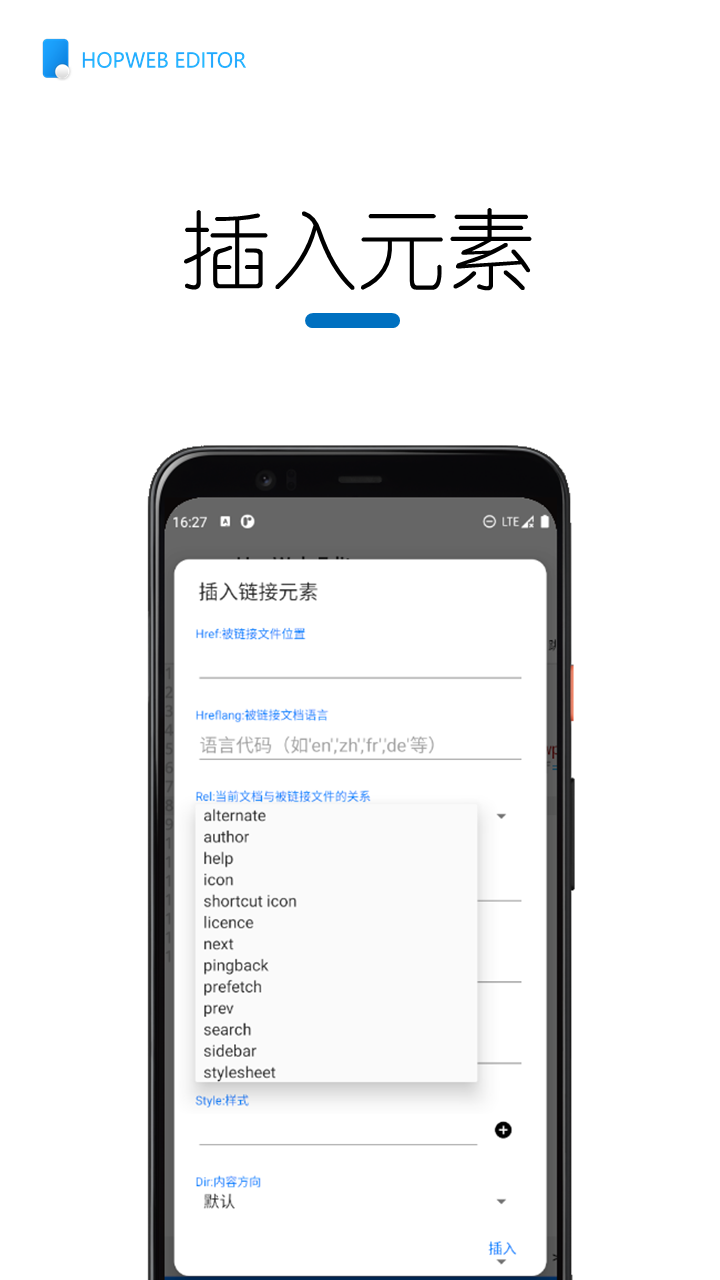 HOPWEB EDITOR
插入元素
16:27
LTE
插入链接元素
Href:被链接文件位置
Hreflang:被链接文档语言
语言代码（如'en','zh','fr','de'等）
Rel:当前文档与被链接文件的关系
alternate
author
help
icon
shortcut icon
licence
next
pingback
prefetch
prev
search
sidebar
stylesheet
Style:样式
Dir:内容方向
默认
插入